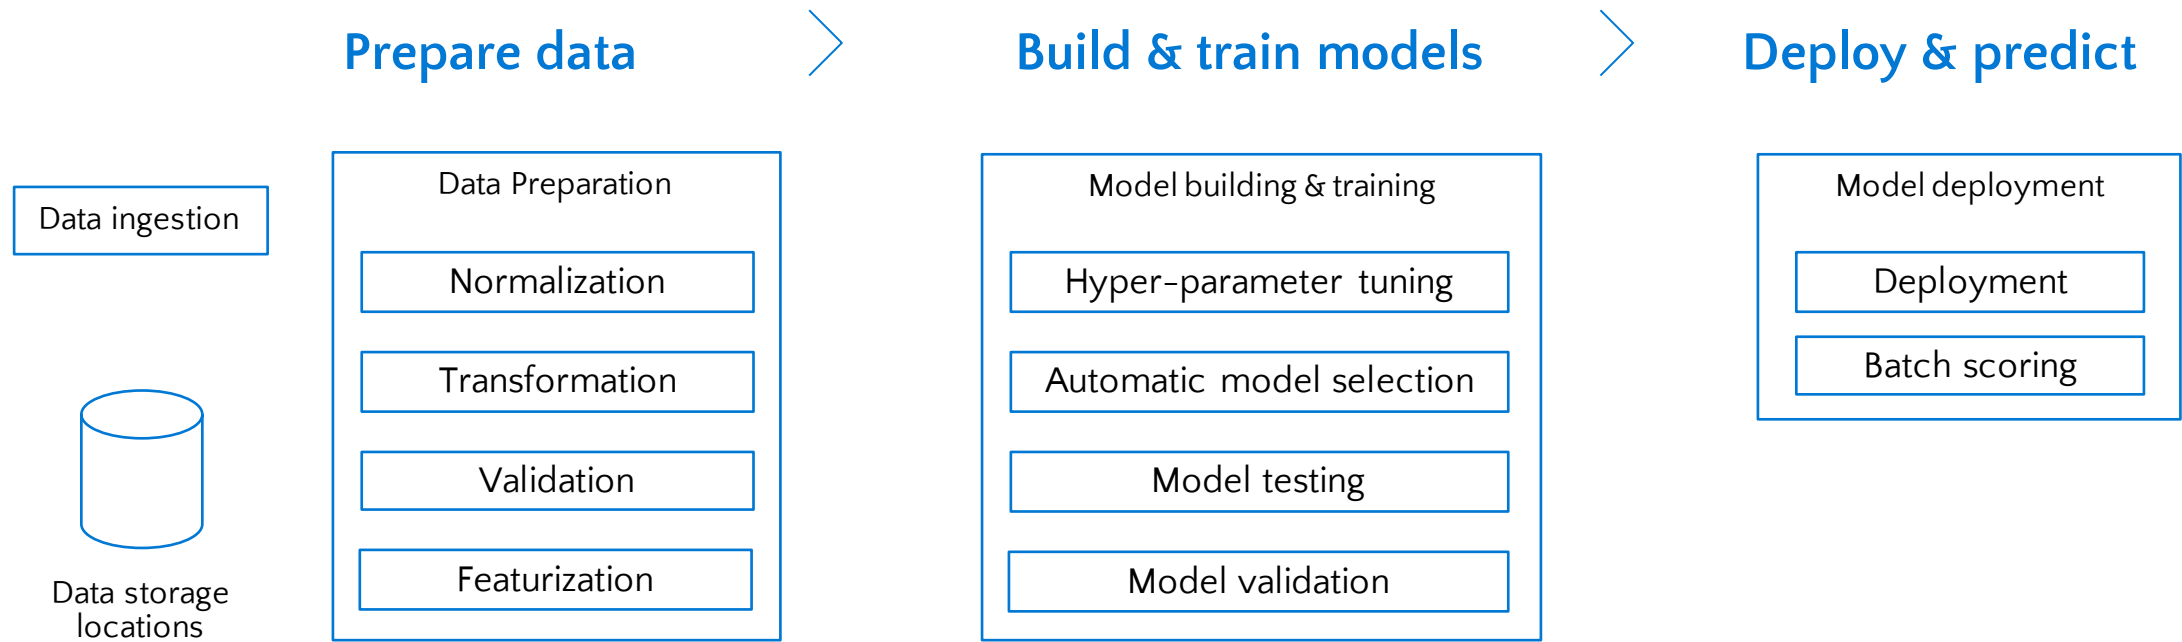 Prepare data
Build & train models
Deploy & predict
Data ingestion
Data storage
locations
Data Preparation
Normalization
Transformation
Validation
Featurization
Model building & training
Hyper-parameter tuning
Automatic model selection
Model testing
Model validation
Model deployment
Deployment
Batch scoring